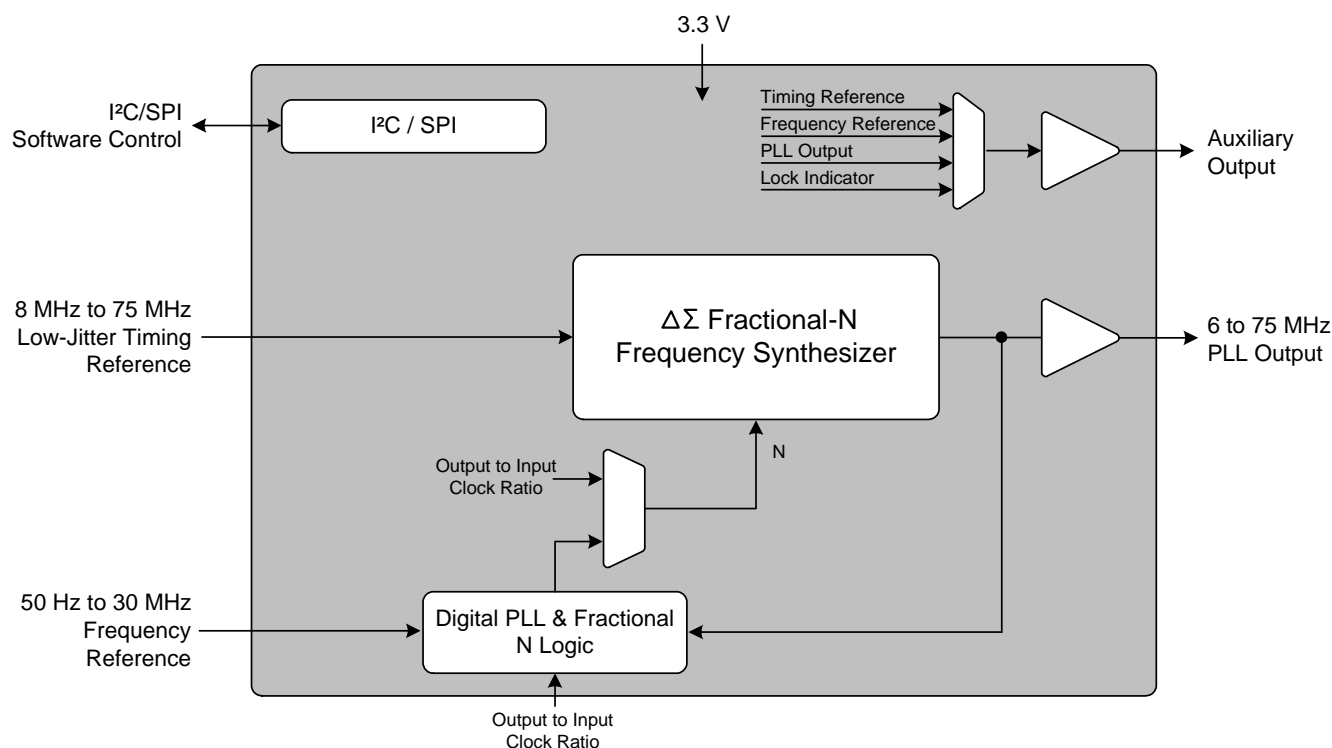 3.3 V
I²C/SPI
Software Control
I²C / SPI
Timing Reference
Frequency Reference
PLL Output
Lock Indicator
Auxiliary
Output
8 MHz to 75 MHz
Low-Jitter Timing
Reference
ΔΣ Fractional-N
Frequency Synthesizer
6 to 75 MHz
PLL Output
N
Output to Input
Clock Ratio
50 Hz to 30 MHz
Frequency
Reference
Digital PLL & Fractional
N Logic
Output to Input
Clock Ratio